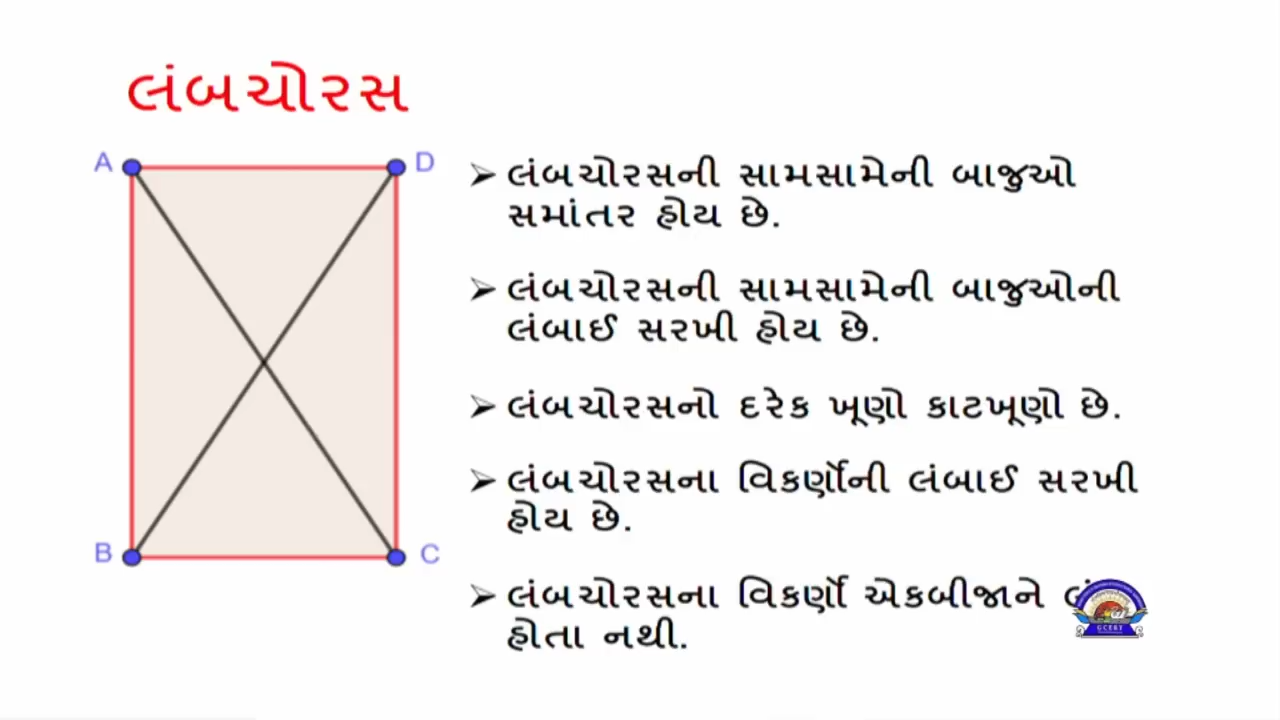 લંબચોરસ
A
D
B
C
➢ લંબચોરસની સામસામેની બાજુઓ
સમાંતર હોય છે.
➢ લંબચોરસની સામસામેની બાજુઓની
લંબાઈ સરખી હોય છે.
➢ લંબચોરસનો દરેક ખૂણો કાટખૂણો છે.
➢ લંબચોરસના વિકર્ણોની લંબાઈ સરખી
હોય છે.
➢ લંબચોરસના વિકર્ણો એકબીજાને
હોતા નથી.
GCERT